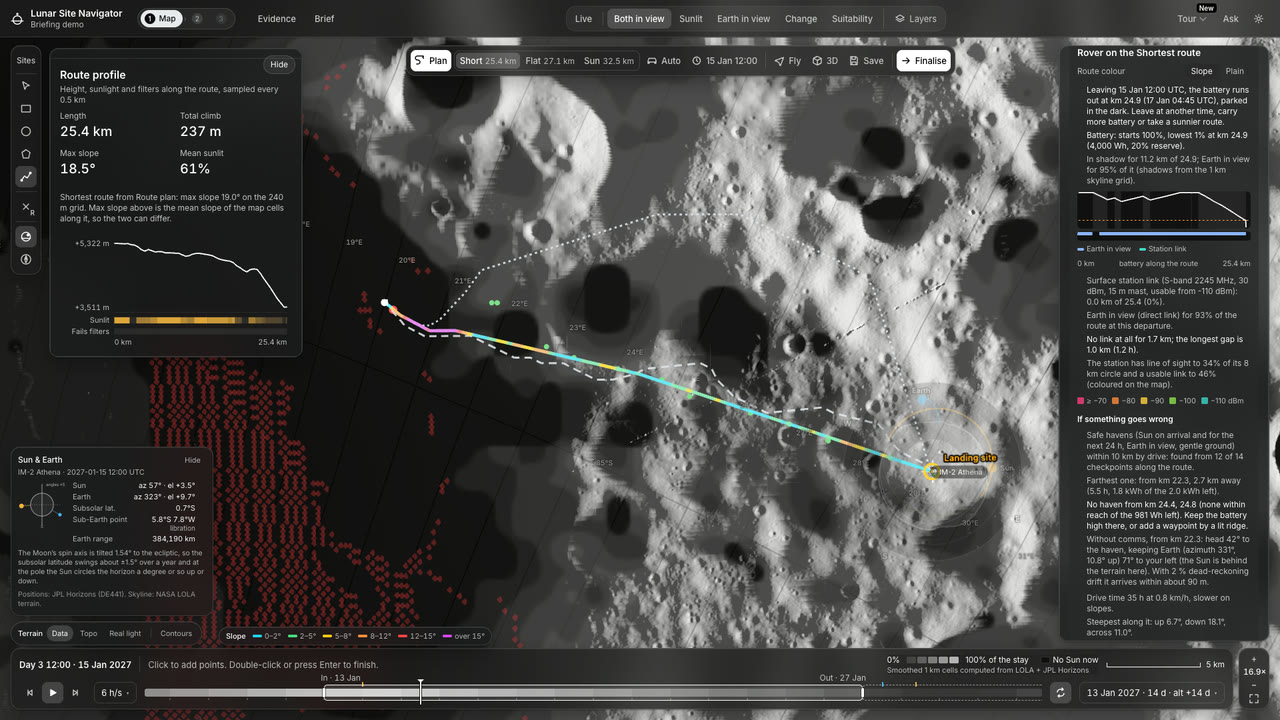 Lunar Site Navigator
Briefing demo
1 Map 2 3
Evidence Brief
Live Both in view Sunlit Earth in view Change Suitability Layers
New
Tour Ask
Sites
R
Hide
Route profile
Height, sunlight and filters along the route, sampled every
0.5 km
Length Total climb
25.4 km 237 m
Max slope Mean sunlit
18.5° 61%
Shortest route from Route plan: max slope 19.0° on the 240
m grid. Max slope above is the mean slope of the map cells
along it, so the two can differ.
+5,322 m
+3,511 m
Sunlit
Fails filters
0 km 25.4 km
Plan Short 25.4 km Flat 27.1 km Sun 32.5 km Auto 15 Jan 12:00 Fly 3D Save Finalise
19°E
20°E
21°E
22°E
23°E
24°E
Earth
Landing site
IM-2 Athena
Sun
30°E
Rover on the Shortest route
Route colour Slope Plain
Leaving 15 Jan 12:00 UTC, the battery runs
out at km 24.9 (17 Jan 04:45 UTC), parked
in the dark. Leave at another time, carry
more battery or take a sunnier route.
Battery: starts 100%, lowest 1% at km 24.9
(4,000 Wh, 20% reserve).
In shadow for 11.2 km of 24.9; Earth in view
for 95% of it (shadows from the 1 km
skyline grid).
Earth in view Station link
0 km battery along the route 25.4 km
Surface station link (S-band 2245 MHz, 30
dBm, 15 m mast, usable from −110 dBm):
0.0 km of 25.4 (0%).
Earth in view (direct link) for 93% of the
route at this departure.
No link at all for 1.7 km; the longest gap is
1.0 km (1.2 h).
The station has line of sight to 34% of its 8
km circle and a usable link to 46%
(coloured on the map).
≥ −70 −80 −90 −100 −110 dBm
If something goes wrong
Safe havens (Sun on arrival and for the
next 24 h, Earth in view, gentle ground)
within 10 km by drive: found from 12 of 14
checkpoints along the route.
Farthest one: from km 22.3, 2.7 km away
(5.5 h, 1.8 kWh of the 2.0 kWh left).
No haven from km 24.4, 24.8 (none within
reach of the 981 Wh left). Keep the battery
high there, or add a waypoint by a lit ridge.
Without comms, from km 22.3: head 42° to
the haven, keeping Earth (azimuth 331°,
10.8° up) 71° to your left (the Sun is behind
the terrain here). With 2 % dead-reckoning
drift it arrives within about 90 m.
Drive time 35 h at 0.8 km/h, slower on
slopes.
Steepest along it: up 6.7°, down 18.1°,
across 11.0°.
Sun & Earth Hide
IM-2 Athena · 2027-01-15 12:00 UTC
Sun az 57° · el +3.5°
Earth az 323° · el +9.7°
Subsolar lat. 0.7°S
Sub-Earth point 5.8°S 7.8°W
libration
Earth range 384,190 km
The Moon's spin axis is tilted 1.54° to the ecliptic, so the
subsolar latitude swings about ±1.5° over a year and at
the pole the Sun circles the horizon a degree or so up or
down.
Positions: JPL Horizons (DE441). Skyline: NASA LOLA
terrain.
Terrain Data Topo Real light Contours
Slope 0–2° 2–5° 5–8° 8–12° 12–15° over 15°
Day 3 12:00 · 15 Jan 2027 Click to add points. Double-click or press Enter to finish.
0% 100% of the stay No Sun now 5 km
Smoothed 1 km cells computed from LOLA + JPL Horizons
In · 13 Jan Out · 27 Jan
6 h/s
13 Jan 2027 · 14 d · alt +14 d
+
16.9×
−